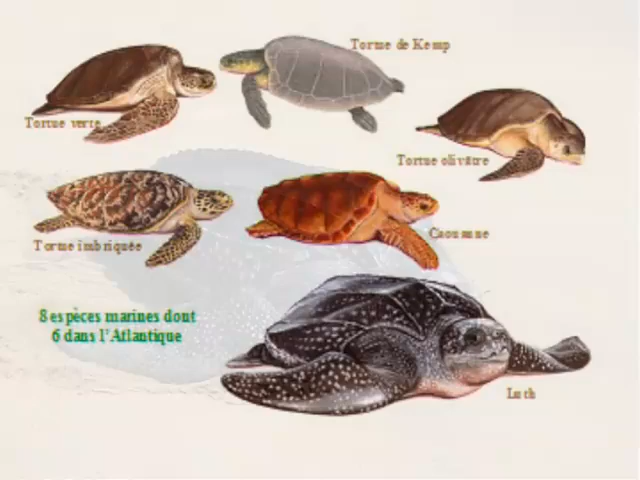 Tortue de Kemp
Tortue verte
Tortue olivâtre
Tortue imbriquée
Caouanne
8 espèces marines dont
6 dans l'Atlantique
Luth